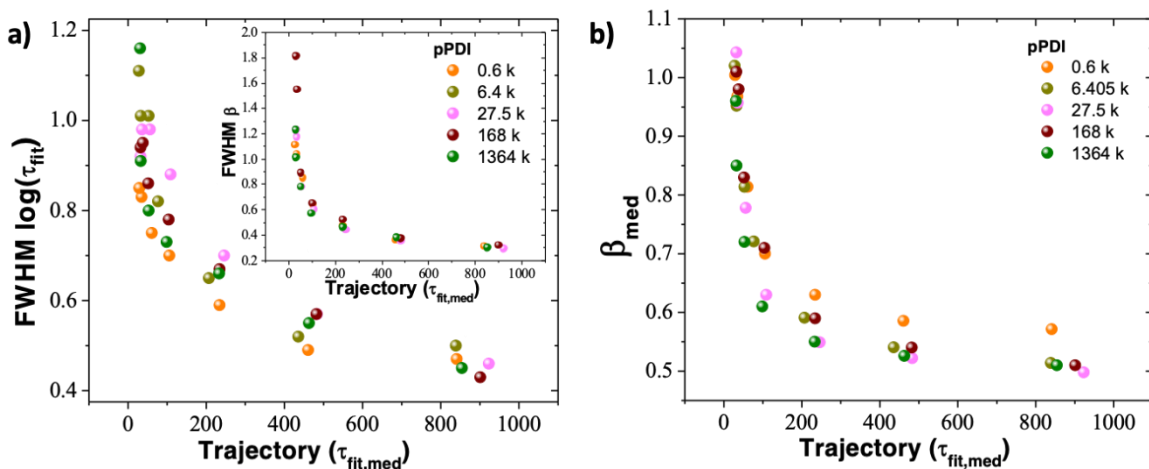 a)
FWHM log(τfit)
1.2
1.0
0.8
0.6
0.4
0
200
400
600
800
1000
Trajectory (τfit,med)
FWHM β
2.0
1.8
1.6
1.4
1.2
1.0
0.8
0.6
0.4
0.2
0
200
400
600
800
1000
Trajectory (τfit,med)
pPDI
0.6 k
6.4 k
27.5 k
168 k
1364 k
b)
βmed
1.1
1.0
0.9
0.8
0.7
0.6
0.5
0
200
400
600
800
1000
Trajectory (τfit,med)
pPDI
0.6 k
6.405 k
27.5 k
168 k
1364 k